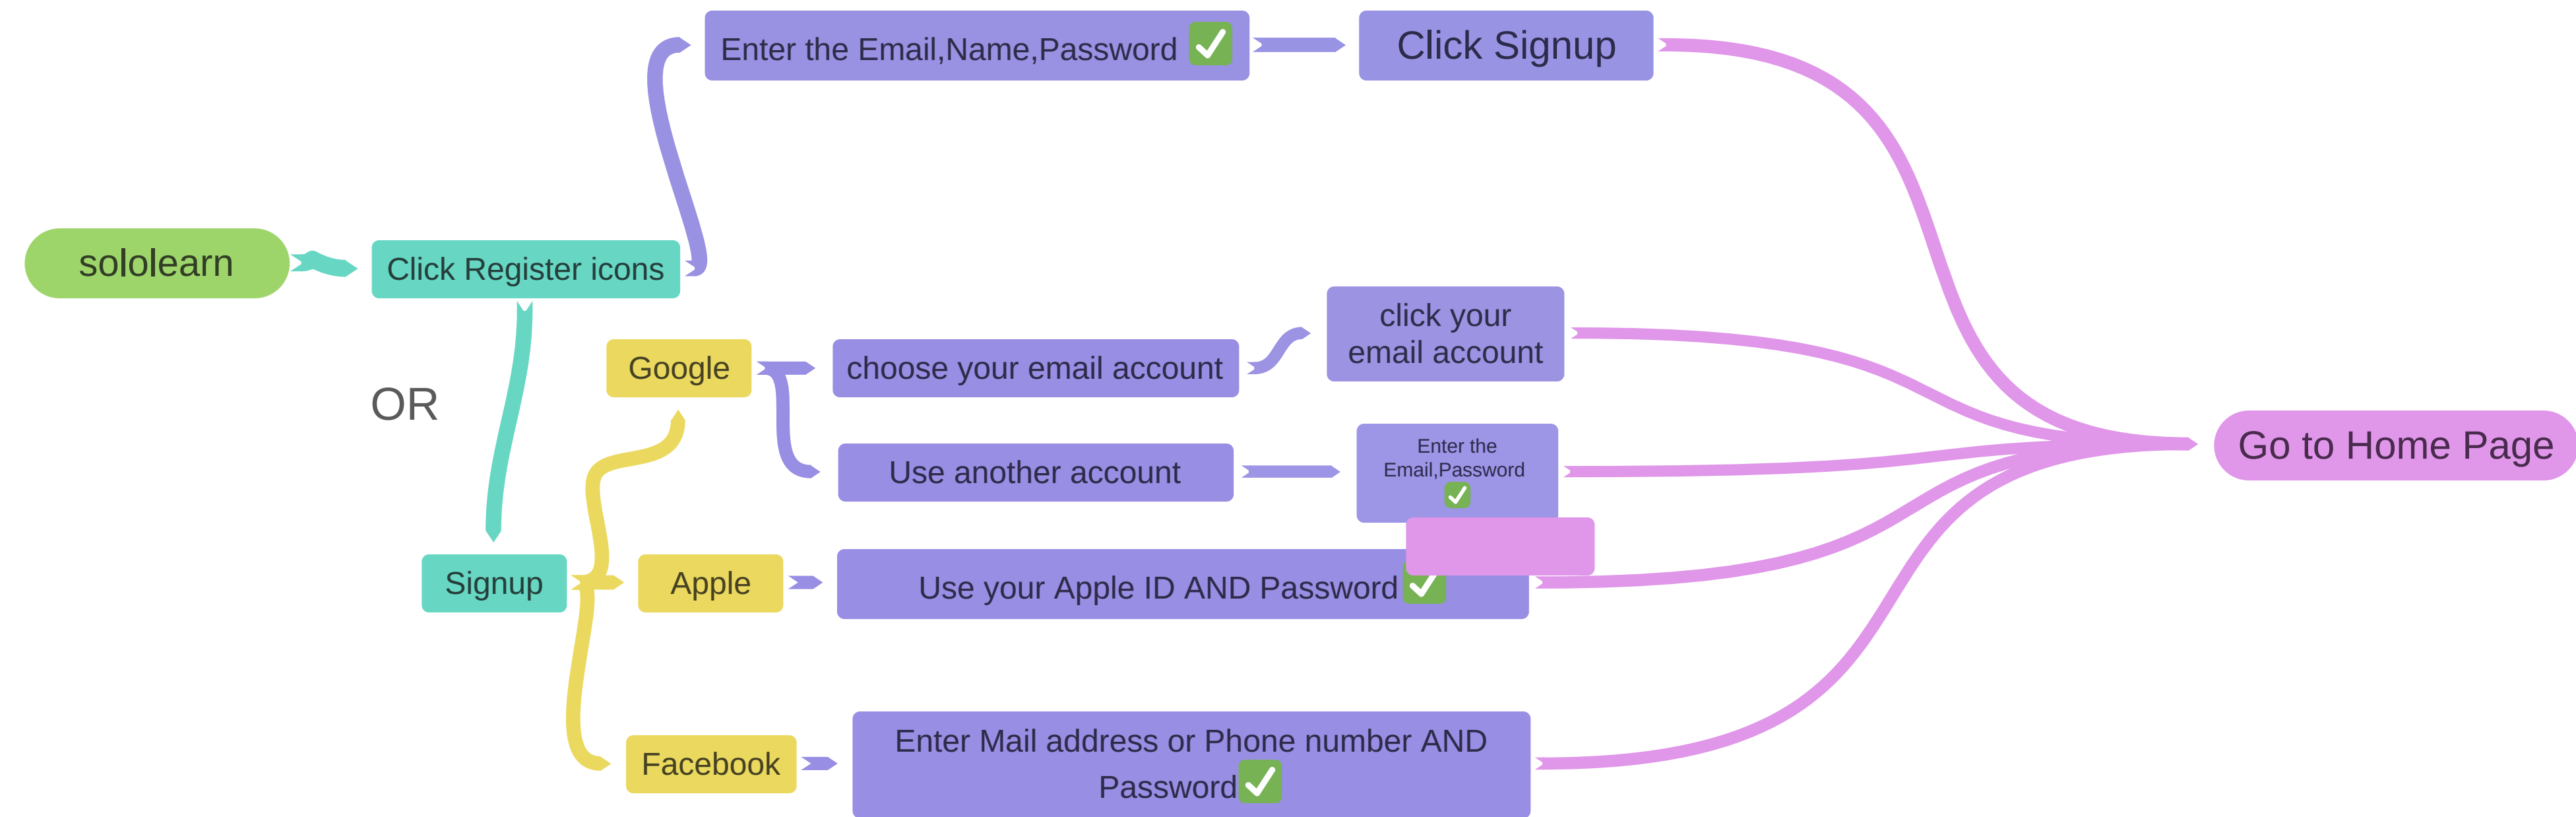 Enter the Email,Name,Password ✅
Click Signup
sololearn
Click Register icons
click your
email account
Google
choose your email account
OR
Enter the
Email,Password
✅
Use another account
Go to Home Page
Signup
Apple
Use your Apple ID AND Password✅
Facebook
Enter Mail address or Phone number AND
Password✅